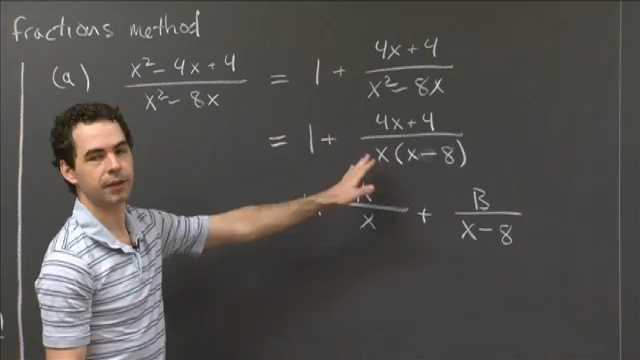 fractions method
(a) (x² - 4x + 4)/(x² - 8x) = 1 + (4x + 4)/(x² - 8x)
= 1 + (4x + 4)/(x(x - 8))
/x + B/(x - 8)